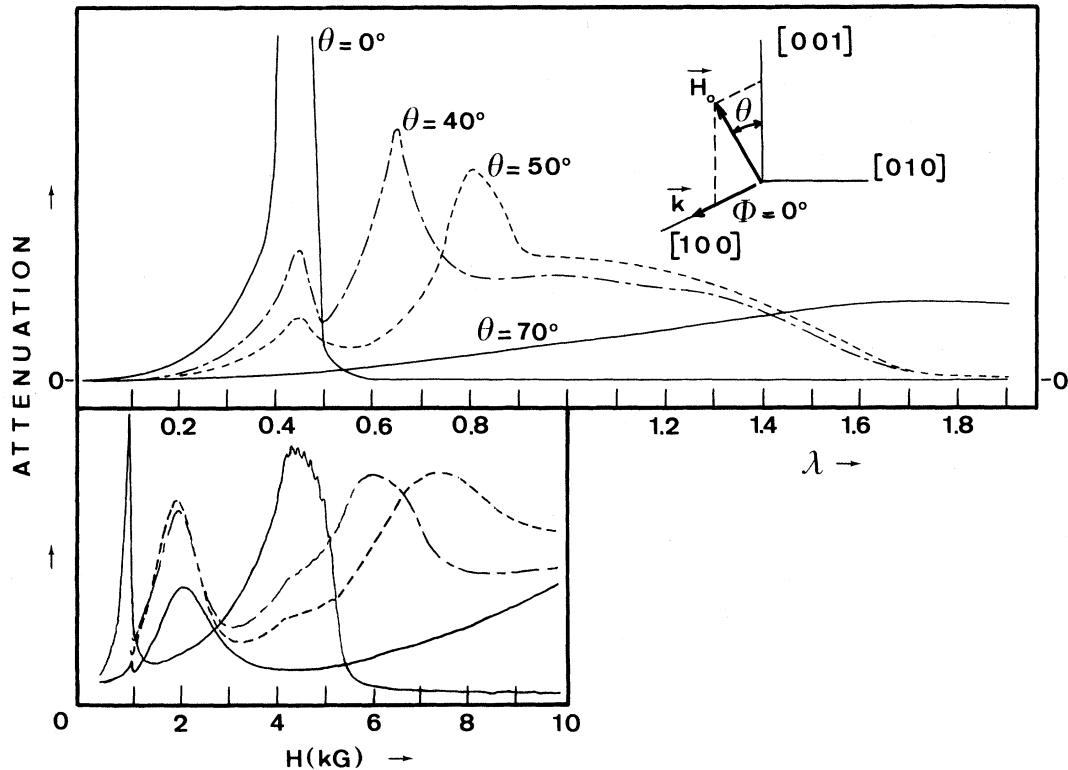 θ=0°
θ=40°
θ=50°
θ=70°
[001]
H₀
θ
[010]
k
Φ=0°
[100]
ATTENUATION →
0
0
0.2 0.4 0.6 0.8 1.2 1.4 1.6 1.8
λ →
0 2 4 6 8 10
H(kG) →